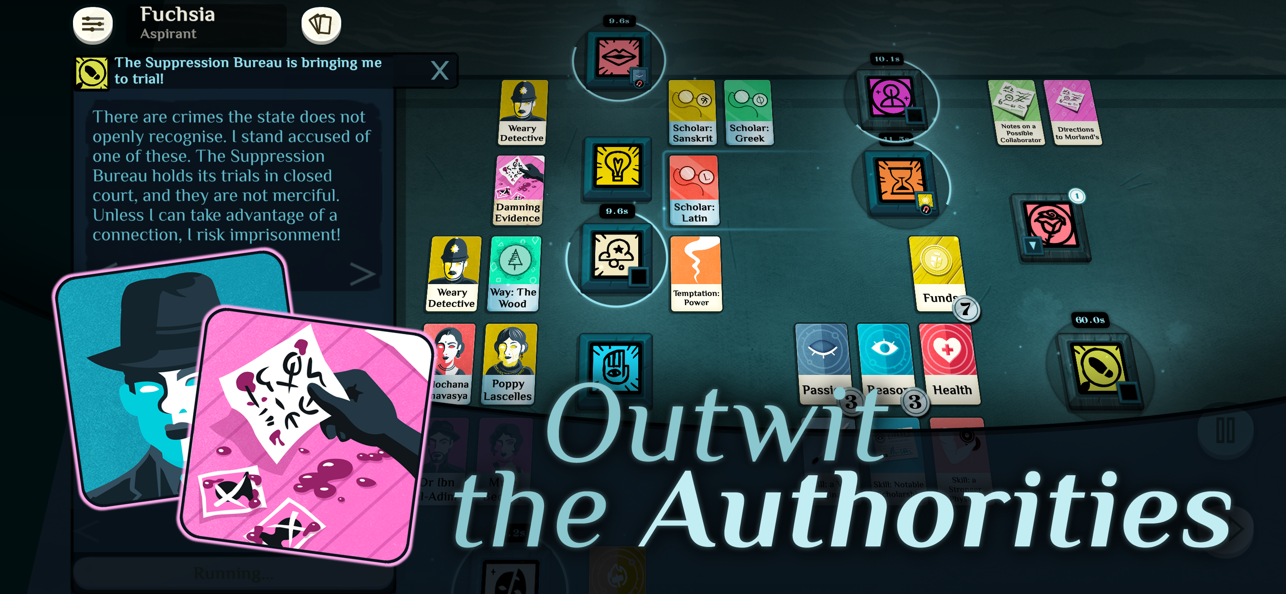 Fuchsia
Aspirant
The Suppression Bureau is bringing me
to trial!
X
There are crimes the state does not
openly recognise. I stand accused of
one of these. The Suppression
Bureau holds its trials in closed
court, and they are not merciful.
Unless I can take advantage of a
connection, I risk imprisonment!
9.6s
10.1s
Weary
Detective
Scholar:
Sanskrit
Scholar:
Greek
Notes on a
Possible
Collaborator
Directions
to Morland's
Damning
Evidence
Scholar:
Latin
9.6s
1
Weary
Detective
Way: The
Wood
Temptation:
Power
Funds
7
60.0s
Poppy
Lascelles
Reason
Health
3
3
Outwit
the Authorities
Dr Ibn
Running...